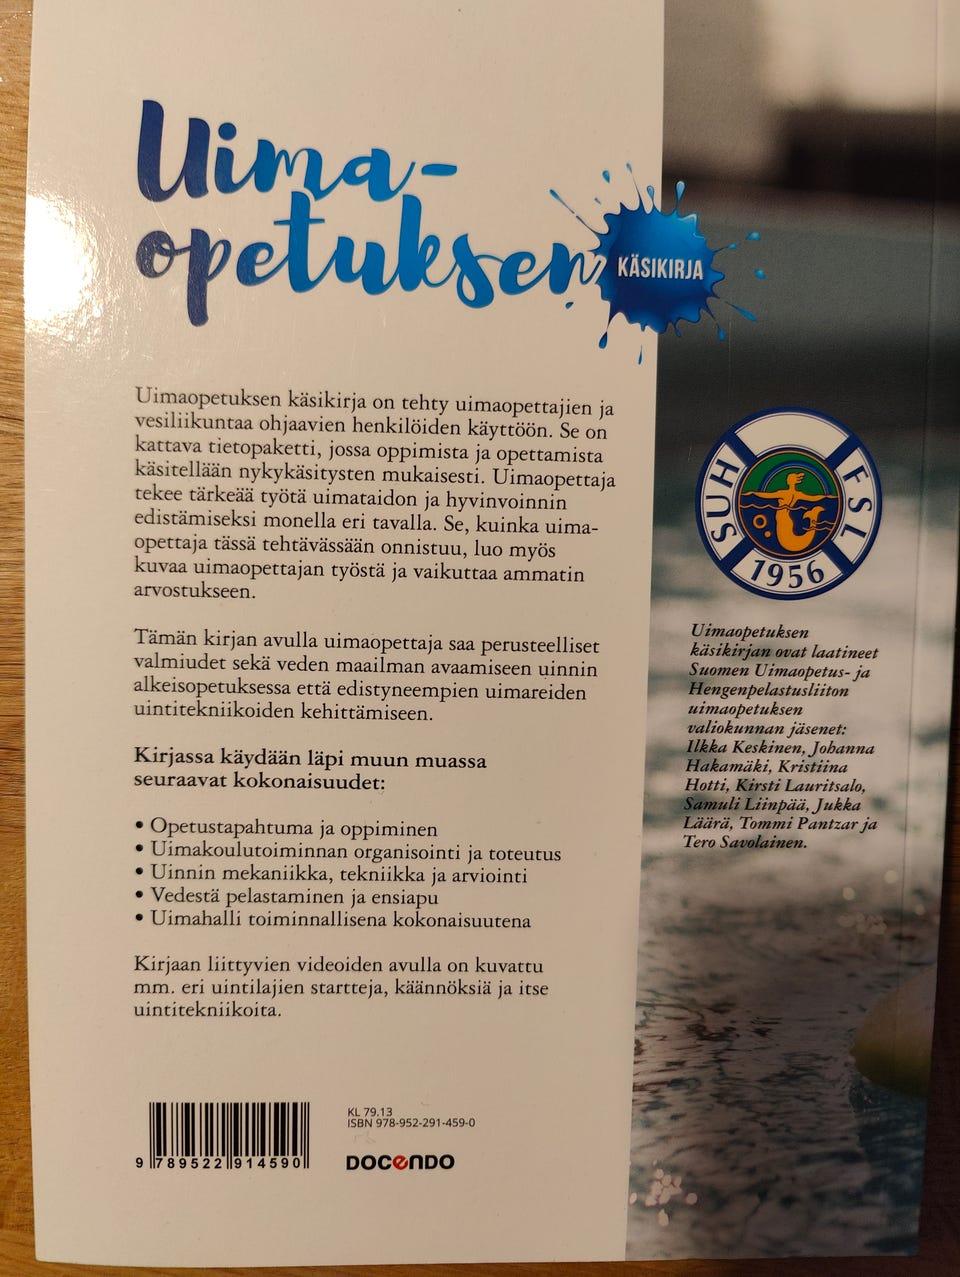 Uima-
opetuksen
KÄSIKIRJA
Uimaopetuksen käsikirja on tehty uimaopettajien ja
vesiliikuntaa ohjaavien henkilöiden käyttöön. Se on
kattava tietopaketti, jossa oppimista ja opettamista
käsitellään nykykäsitysten mukaisesti. Uimaopettaja
tekee tärkeää työtä uimataidon ja hyvinvoinnin
edistämiseksi monella eri tavalla. Se, kuinka uima-
opettaja tässä tehtävässään onnistuu, luo myös
kuvaa uimaopettajan työstä ja vaikuttaa ammatin
arvostukseen.
Tämän kirjan avulla uimaopettaja saa perusteelliset
valmiudet sekä veden maailman avaamiseen uinnin
alkeisopetuksessa että edistyneempien uimareiden
uintitekniikoiden kehittämiseen.
Kirjassa käydään läpi muun muassa
seuraavat kokonaisuudet:
• Opetustapahtuma ja oppiminen
• Uimakoulutoiminnan organisointi ja toteutus
• Uinnin mekaniikka, tekniikka ja arviointi
• Vedestä pelastaminen ja ensiapu
• Uimahalli toiminnallisena kokonaisuutena
Kirjaan liittyvien videoiden avulla on kuvattu
mm. eri uintilajien startteja, käännöksiä ja itse
uintitekniikoita.
9 789522 914590
KL 79.13
ISBN 978-952-291-459-0
DOCENDO
SUH
FSL
1956
Uimaopetuksen
käsikirjan ovat laatineet
Suomen Uimaopetus- ja
Hengenpelastusliiton
uimaopetuksen
valiokunnan jäsenet:
Ilkka Keskinen, Johanna
Hakamäki, Kristiina
Hotti, Kirsti Lauritsalo,
Samuli Liinpää, Jukka
Läärä, Tommi Pantzar ja
Tero Savolainen.